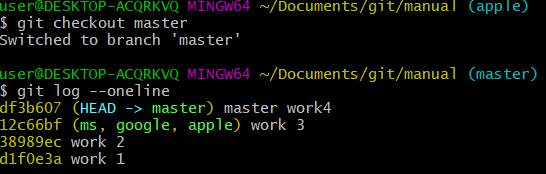 user@DESKTOP-ACQRKVQ MINGW64 ~/Documents/git/manual (apple)
$ git checkout master
Switched to branch 'master'
user@DESKTOP-ACQRKVQ MINGW64 ~/Documents/git/manual (master)
$ git log --oneline
df3b607 (HEAD -> master) master work4
12c66bf (ms, google, apple) work 3
38989ec work 2
d1f0e3a work 1